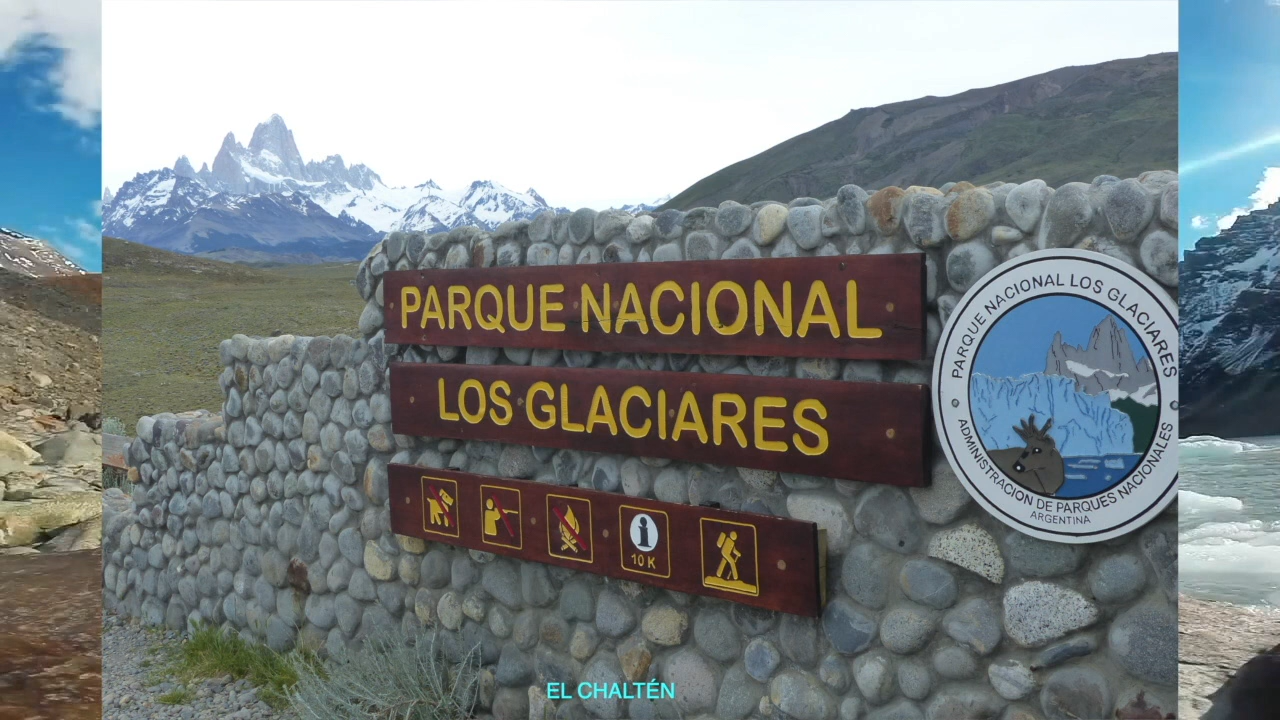 PARQUE NACIONAL
LOS GLACIARES
10 K
PARQUE NACIONAL LOS GLACIARES
ADMINISTRACION DE PARQUES NACIONALES
ARGENTINA
EL CHALTÉN